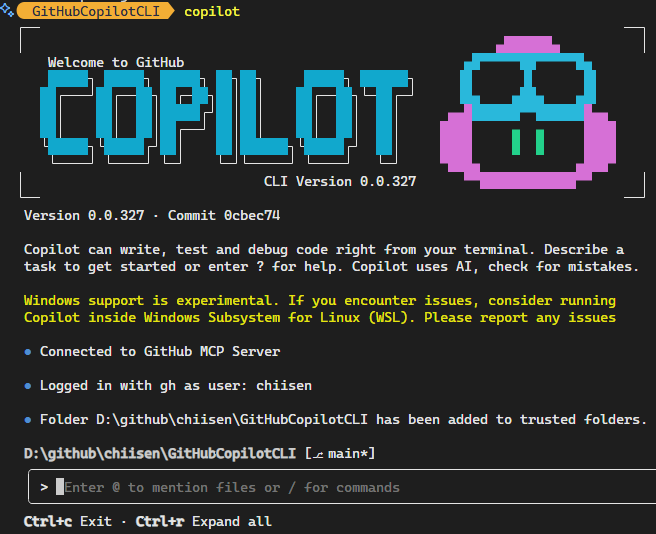 GitHubCopilotCLI copilot
Welcome to GitHub
COPILOT
CLI Version 0.0.327
Version 0.0.327 · Commit 0cbec74
Copilot can write, test and debug code right from your terminal. Describe a
task to get started or enter ? for help. Copilot uses AI, check for mistakes.
Windows support is experimental. If you encounter issues, consider running
Copilot inside Windows Subsystem for Linux (WSL). Please report any issues
● Connected to GitHub MCP Server
● Logged in with gh as user: chiisen
● Folder D:\github\chiisen\GitHubCopilotCLI has been added to trusted folders.
D:\github\chiisen\GitHubCopilotCLI [⎇ main*]
> Enter @ to mention files or / for commands
Ctrl+c Exit · Ctrl+r Expand all